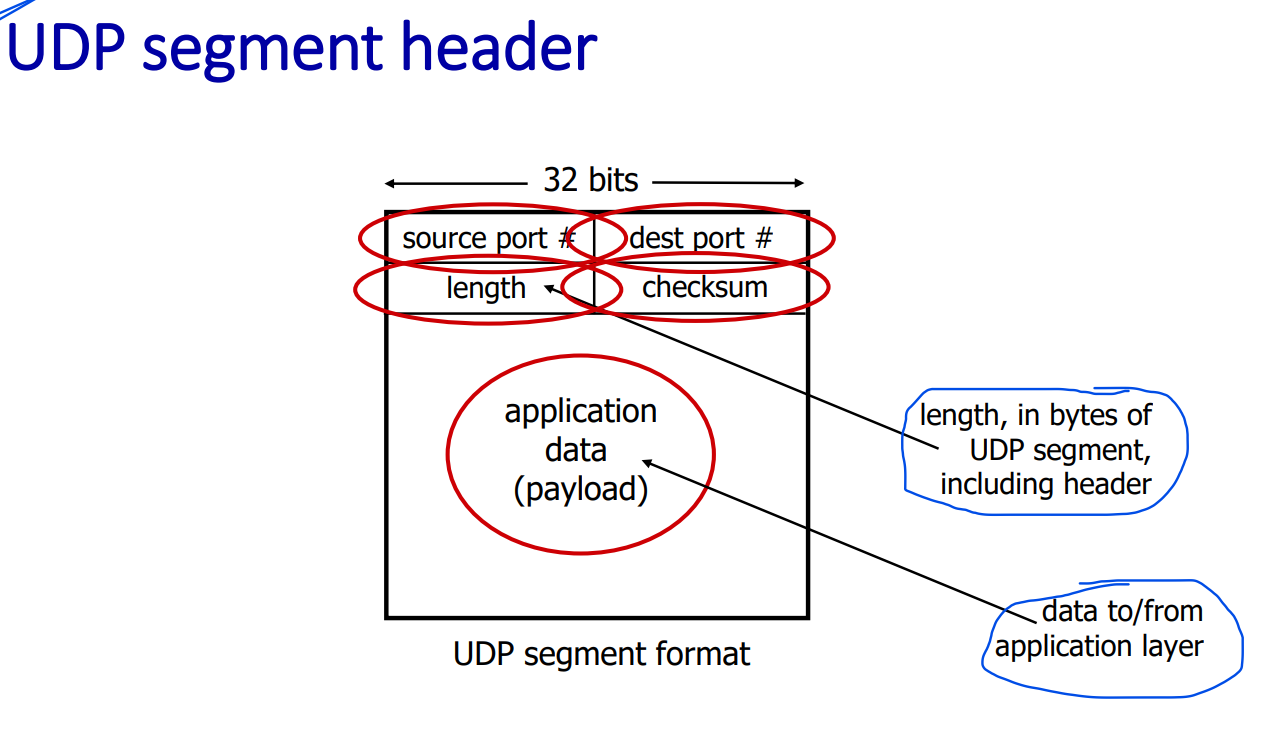 UDP segment header
32 bits
source port #
dest port #
length
checksum
application
data
(payload)
length, in bytes of
UDP segment,
including header
data to/from
application layer
UDP segment format